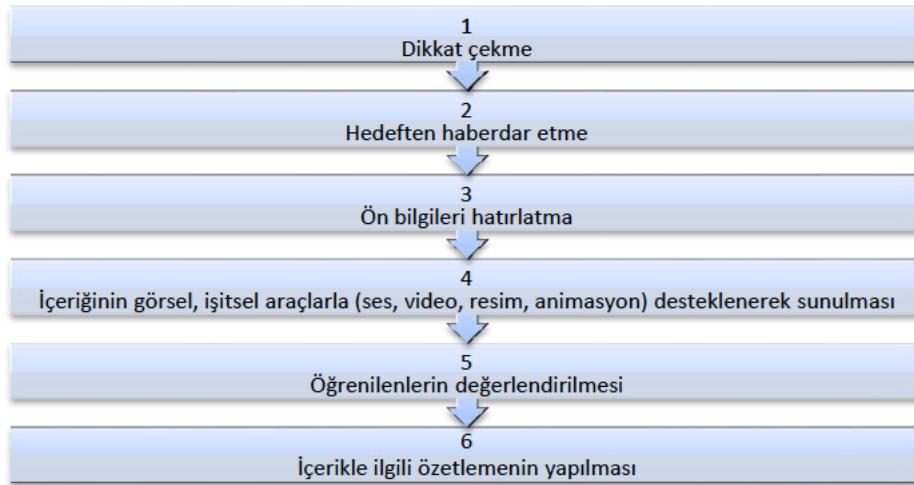 1
Dikkat çekme
2
Hedeften haberdar etme
3
Ön bilgileri hatırlatma
4
İçeriğinin görsel, işitsel araçlarla (ses, video, resim, animasyon) desteklenerek sunulması
5
Öğrenilenlerin değerlendirilmesi
6
İçerikle ilgili özetlemenin yapılması